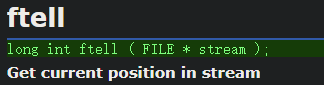 ftell
long int ftell ( FILE * stream );
Get current position in stream